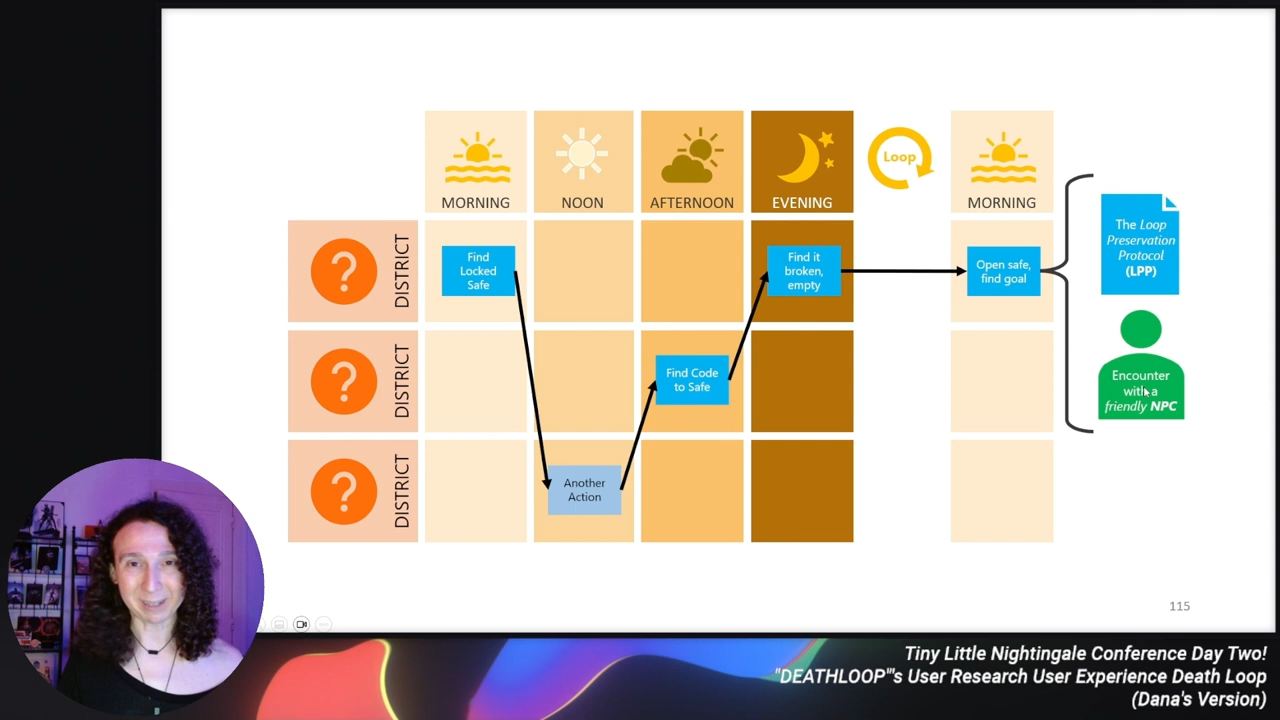 MORNING
NOON
AFTERNOON
EVENING
Loop
MORNING
?
DISTRICT
Find
Locked
Safe
Find it
broken,
empty
Open safe,
find goal
The Loop
Preservation
Protocol
(LPP)
?
DISTRICT
Find Code
to Safe
Encounter
with a
friendly NPC
?
DISTRICT
Another
Action
115
Tiny Little Nightingale Conference Day Two!
"DEATHLOOP"'s User Research User Experience Death Loop
(Dana's Version)